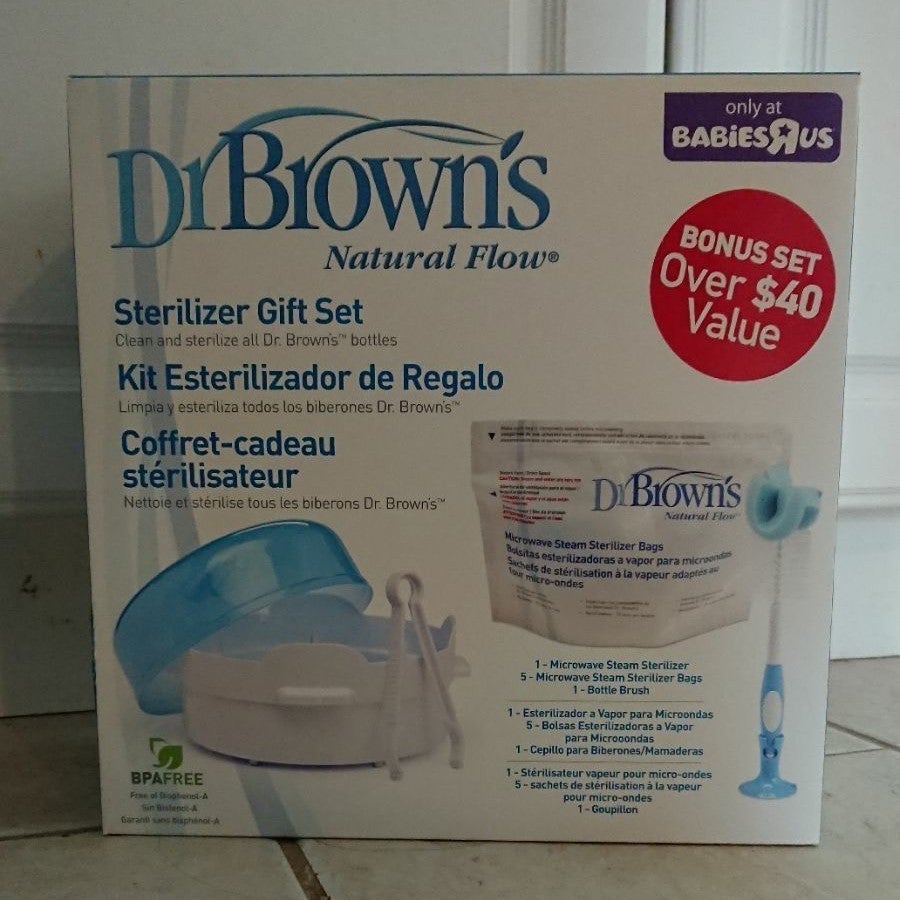 only at
BABIESRUS
DrBrown's
Natural Flow®
BONUS SET
Over $40
Value
Sterilizer Gift Set
Clean and sterilize all Dr. Brown's™ bottles
Kit Esterilizador de Regalo
Limpia y esteriliza todos los biberones Dr. Brown's™
Coffret-cadeau
stérilisateur
Nettoie et stérilise tous les biberons Dr. Brown's™
DrBrown's
Natural Flow
Microwave Steam Sterilizer Bags
Bolsitas esterilizadoras a vapor para microondas
Sachets de stérilisation à la vapeur adaptés au
four micro-ondes
1 - Microwave Steam Sterilizer
5 - Microwave Steam Sterilizer Bags
1 - Bottle Brush
1 - Esterilizador a Vapor para Microondas
5 - Bolsas Esterilizadoras a Vapor
para Microoondas
1 - Cepillo para Biberones/Mamaderas
1 - Stérilisateur vapeur pour micro-ondes
5 - sachets de stérilisation à la vapeur
pour micro-ondes
1 - Goupillon
BPAFREE
Free of Bisphenol-A
Sin Bisfenol-A
Garanti sans bisphénol-A